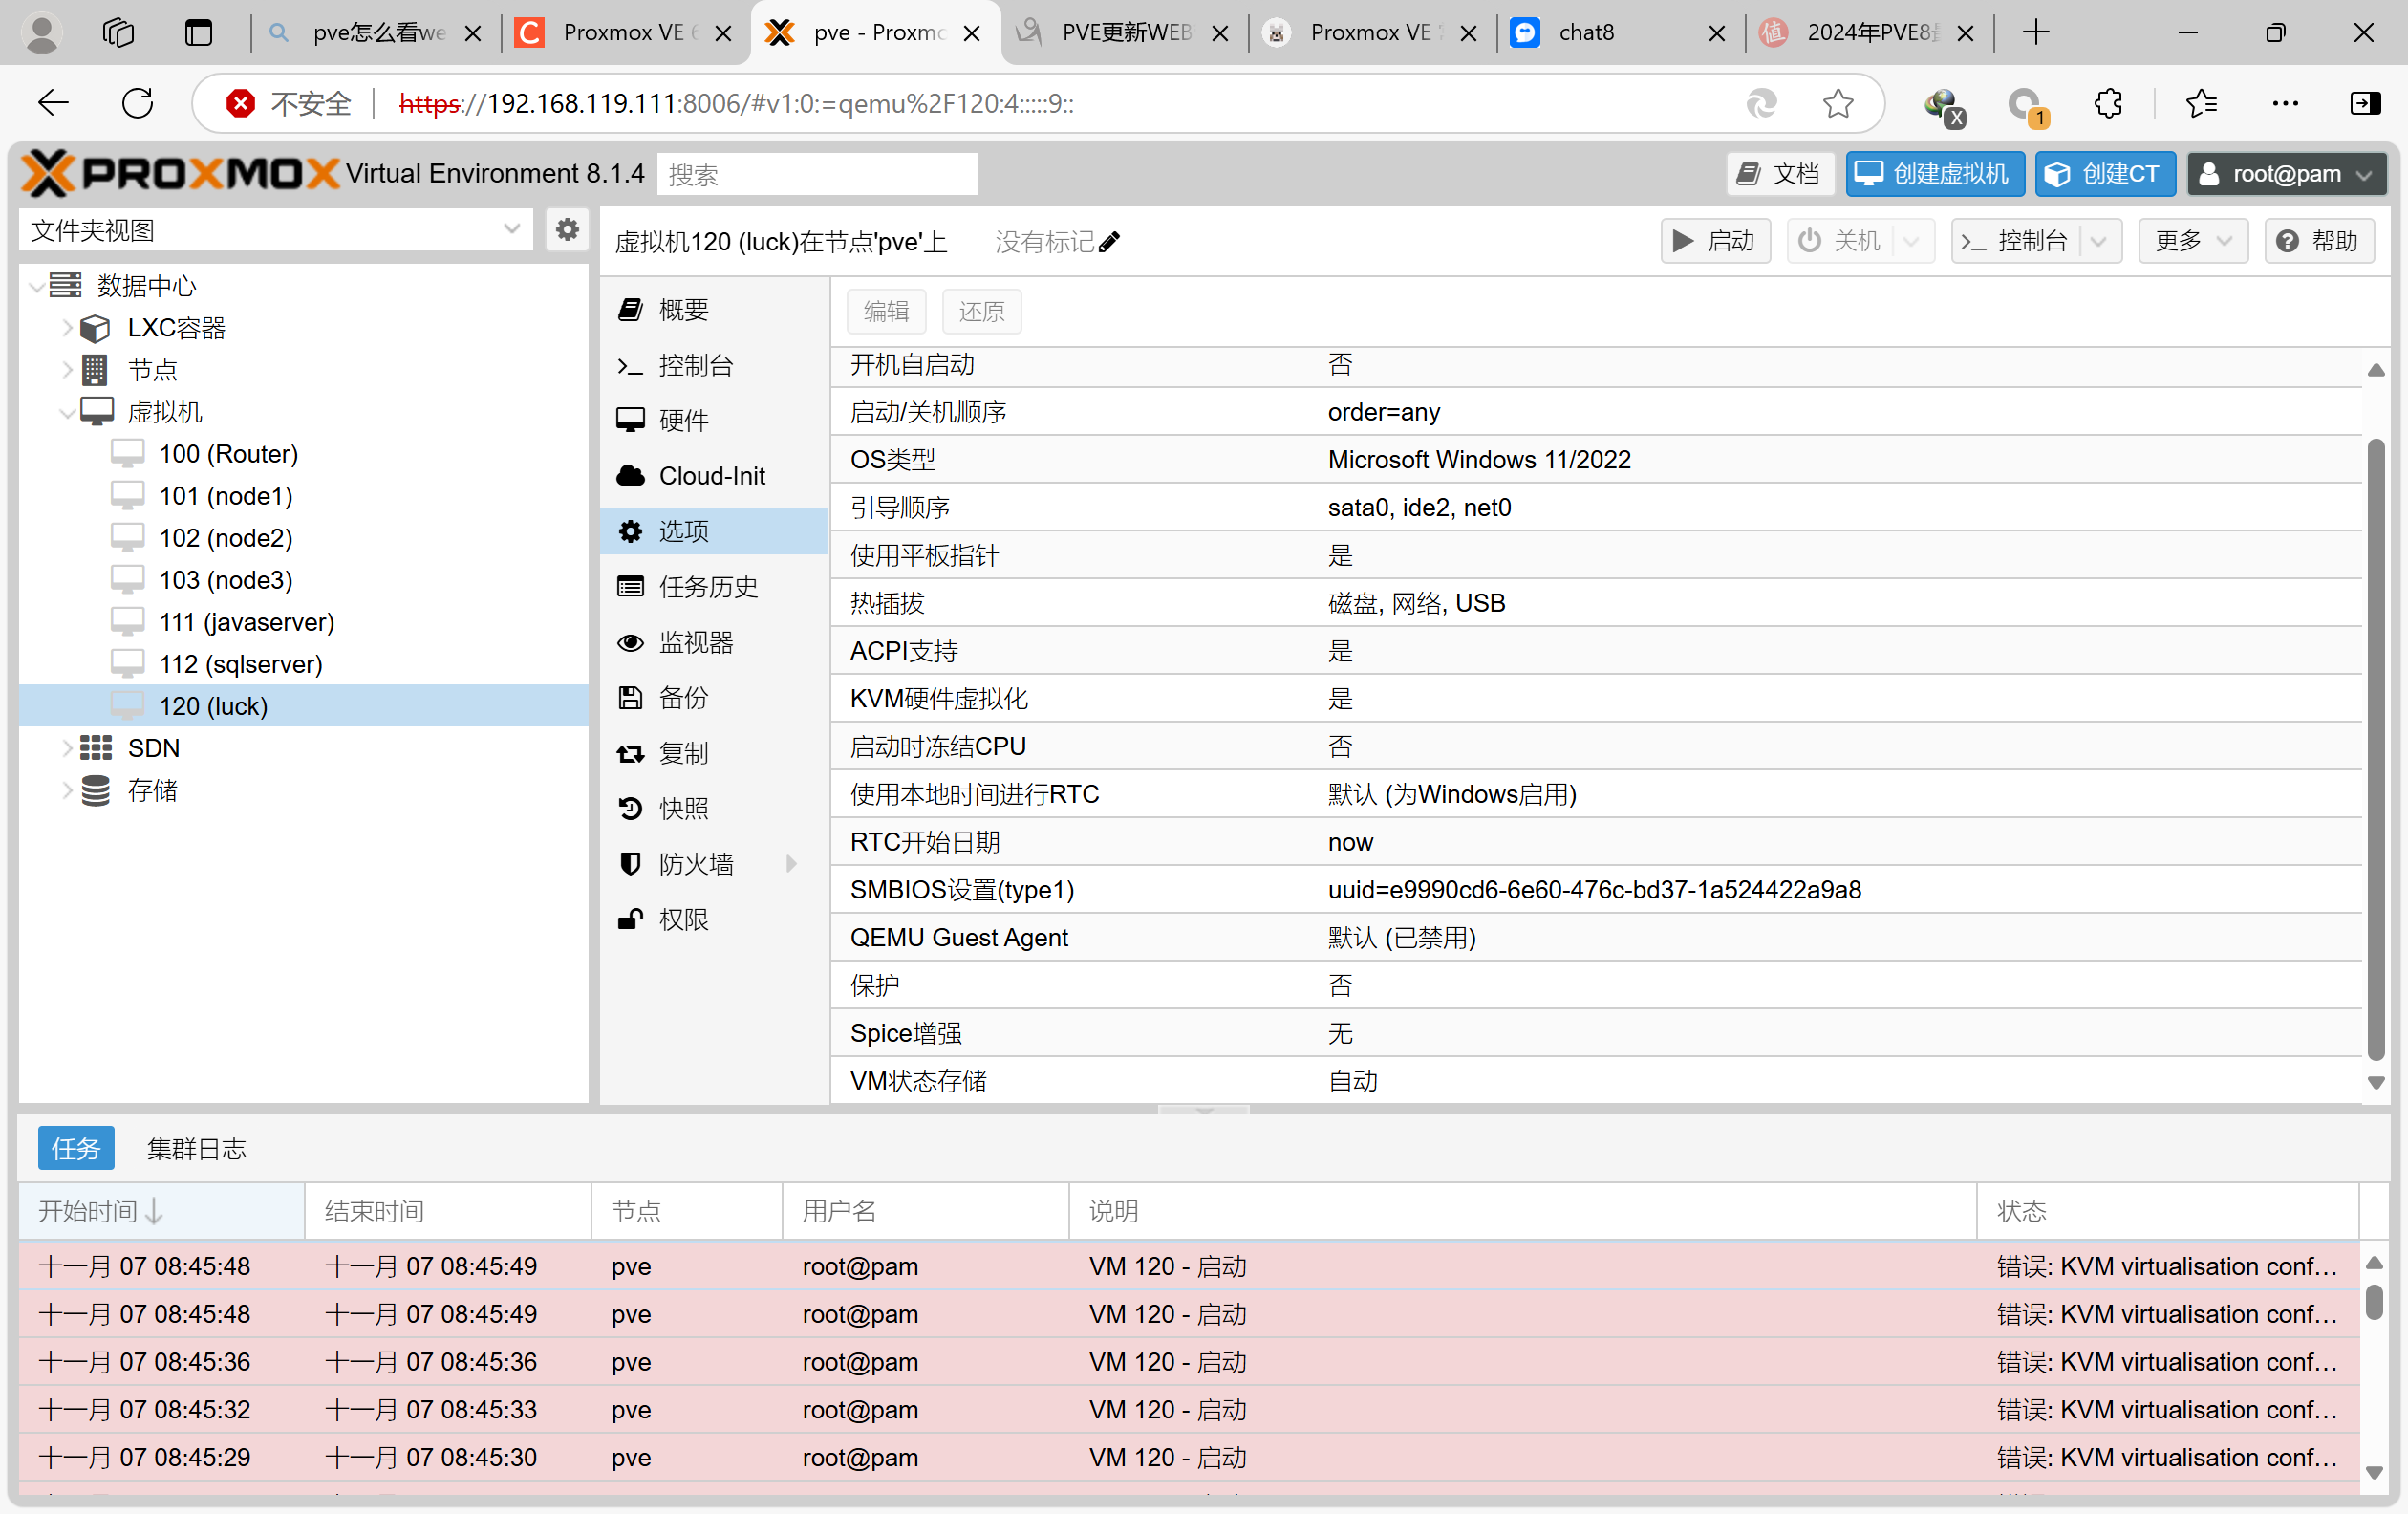 pve怎么看we
Proxmox VE 6
pve - Proxmo
PVE更新WEB
Proxmox VE
chat8
2024年PVE8
不安全
https://192.168.119.111:8006/#v1:0:=qemu%2F120:4:::::9::
X
1
PROXMOX Virtual Environment 8.1.4
搜索
文档
创建虚拟机
创建CT
root@pam
文件夹视图
虚拟机120 (luck)在节点'pve'上
没有标记
启动
关机
控制台
更多
帮助
数据中心
LXC容器
节点
虚拟机
100 (Router)
101 (node1)
102 (node2)
103 (node3)
111 (javaserver)
112 (sqlserver)
120 (luck)
SDN
存储
概要
控制台
硬件
Cloud-Init
选项
任务历史
监视器
备份
复制
快照
防火墙
权限
编辑
还原
开机自启动 否
启动/关机顺序 order=any
OS类型 Microsoft Windows 11/2022
引导顺序 sata0, ide2, net0
使用平板指针 是
热插拔 磁盘, 网络, USB
ACPI支持 是
KVM硬件虚拟化 是
启动时冻结CPU 否
使用本地时间进行RTC 默认 (为Windows启用)
RTC开始日期 now
SMBIOS设置(type1) uuid=e9990cd6-6e60-476c-bd37-1a524422a9a8
QEMU Guest Agent 默认 (已禁用)
保护 否
Spice增强 无
VM状态存储 自动
任务
集群日志
开始时间 结束时间 节点 用户名 说明 状态
十一月 07 08:45:48 十一月 07 08:45:49 pve root@pam VM 120 - 启动 错误: KVM virtualisation conf...
十一月 07 08:45:48 十一月 07 08:45:49 pve root@pam VM 120 - 启动 错误: KVM virtualisation conf...
十一月 07 08:45:36 十一月 07 08:45:36 pve root@pam VM 120 - 启动 错误: KVM virtualisation conf...
十一月 07 08:45:32 十一月 07 08:45:33 pve root@pam VM 120 - 启动 错误: KVM virtualisation conf...
十一月 07 08:45:29 十一月 07 08:45:30 pve root@pam VM 120 - 启动 错误: KVM virtualisation conf...